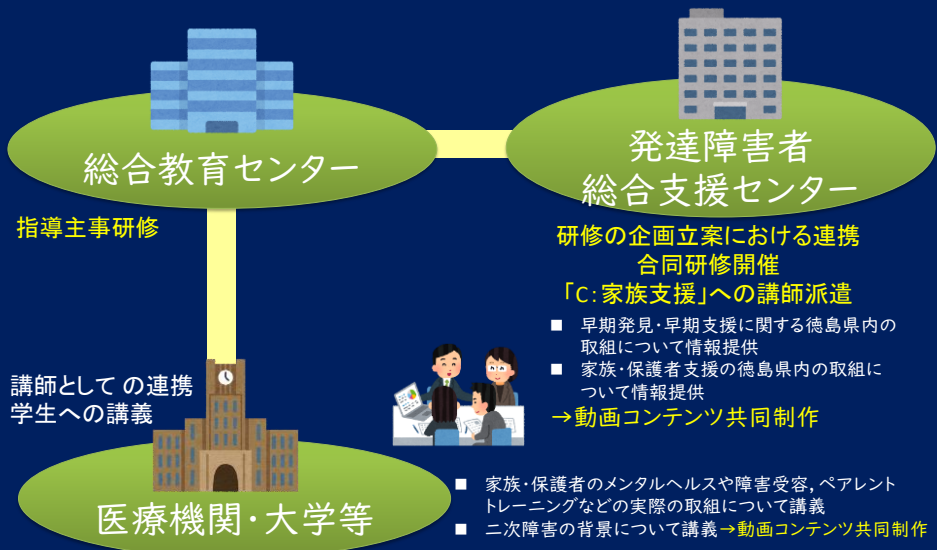 総合教育センター
発達障害者
総合支援センター
指導主事研修
研修の企画立案における連携
合同研修開催
「C:家族支援」への講師派遣
■ 早期発見・早期支援に関する徳島県内の
取組について情報提供
■ 家族・保護者支援の徳島県内の取組に
ついて情報提供
→動画コンテンツ共同制作
講師として の連携
学生への講義
医療機関・大学等
■ 家族・保護者のメンタルヘルスや障害受容,ペアレント
トレーニングなどの実際の取組について講義
■ 二次障害の背景について講義→動画コンテンツ共同制作